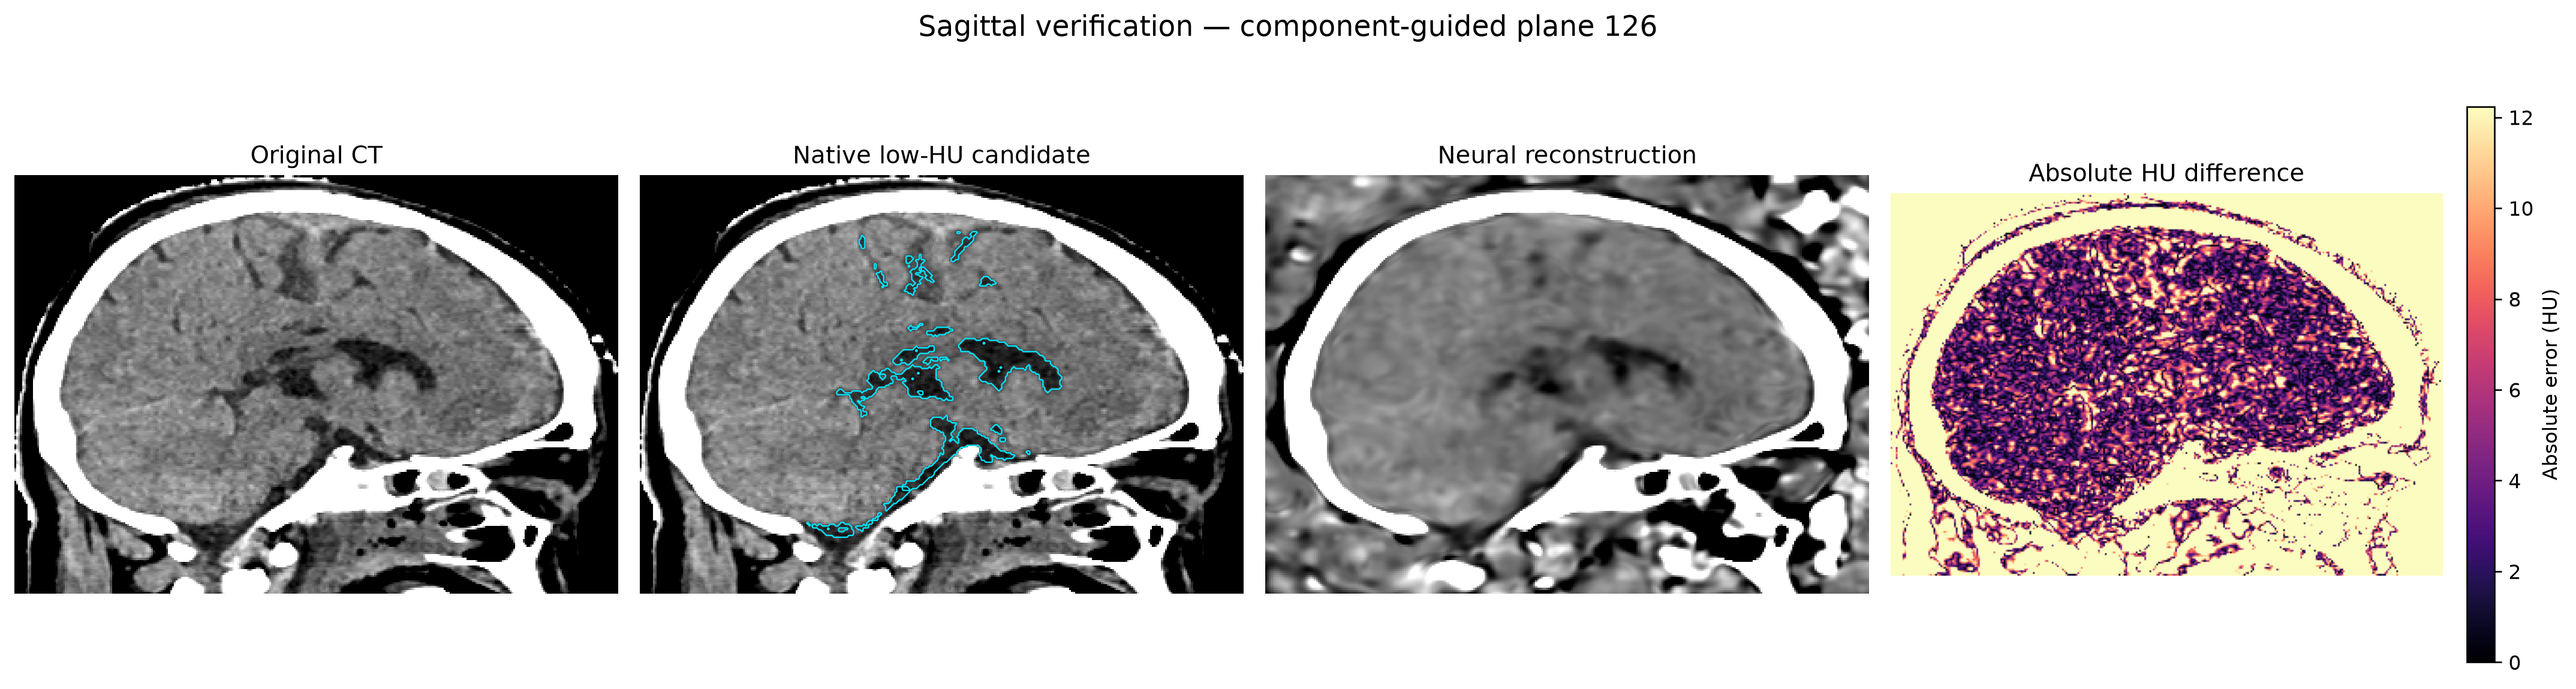 Sagittal verification — component-guided plane 126
Original CT
Native low-HU candidate
Neural reconstruction
Absolute HU difference
12
10
8
6
4
2
0
Absolute error (HU)